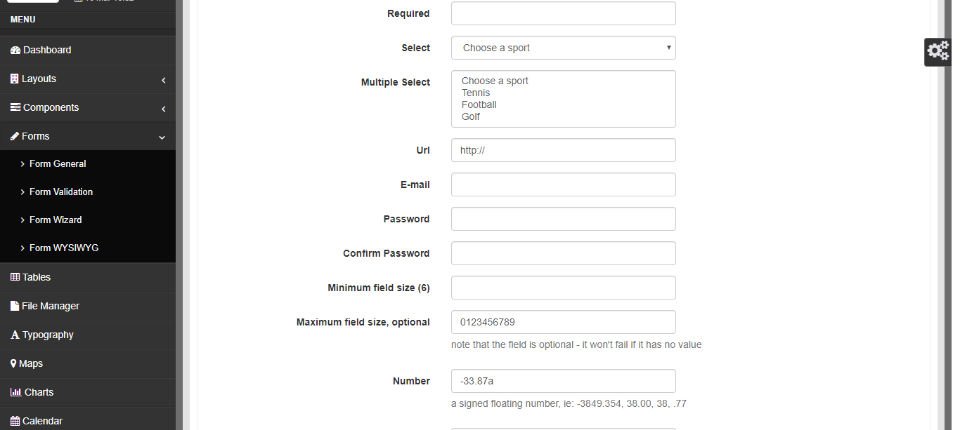 MENU
Dashboard
Layouts
Components
Forms
Form General
Form Validation
Form Wizard
Form WYSIWYG
Tables
File Manager
Typography
Maps
Charts
Calendar
Required
Select
Choose a sport
Multiple Select
Choose a sport
Tennis
Football
Golf
Url
http://
E-mail
Password
Confirm Password
Minimum field size (6)
Maximum field size, optional
0123456789
note that the field is optional - it won't fail if it has no value
Number
-33.87a
a signed floating number, ie: -3849.354, 38.00, 38, .77